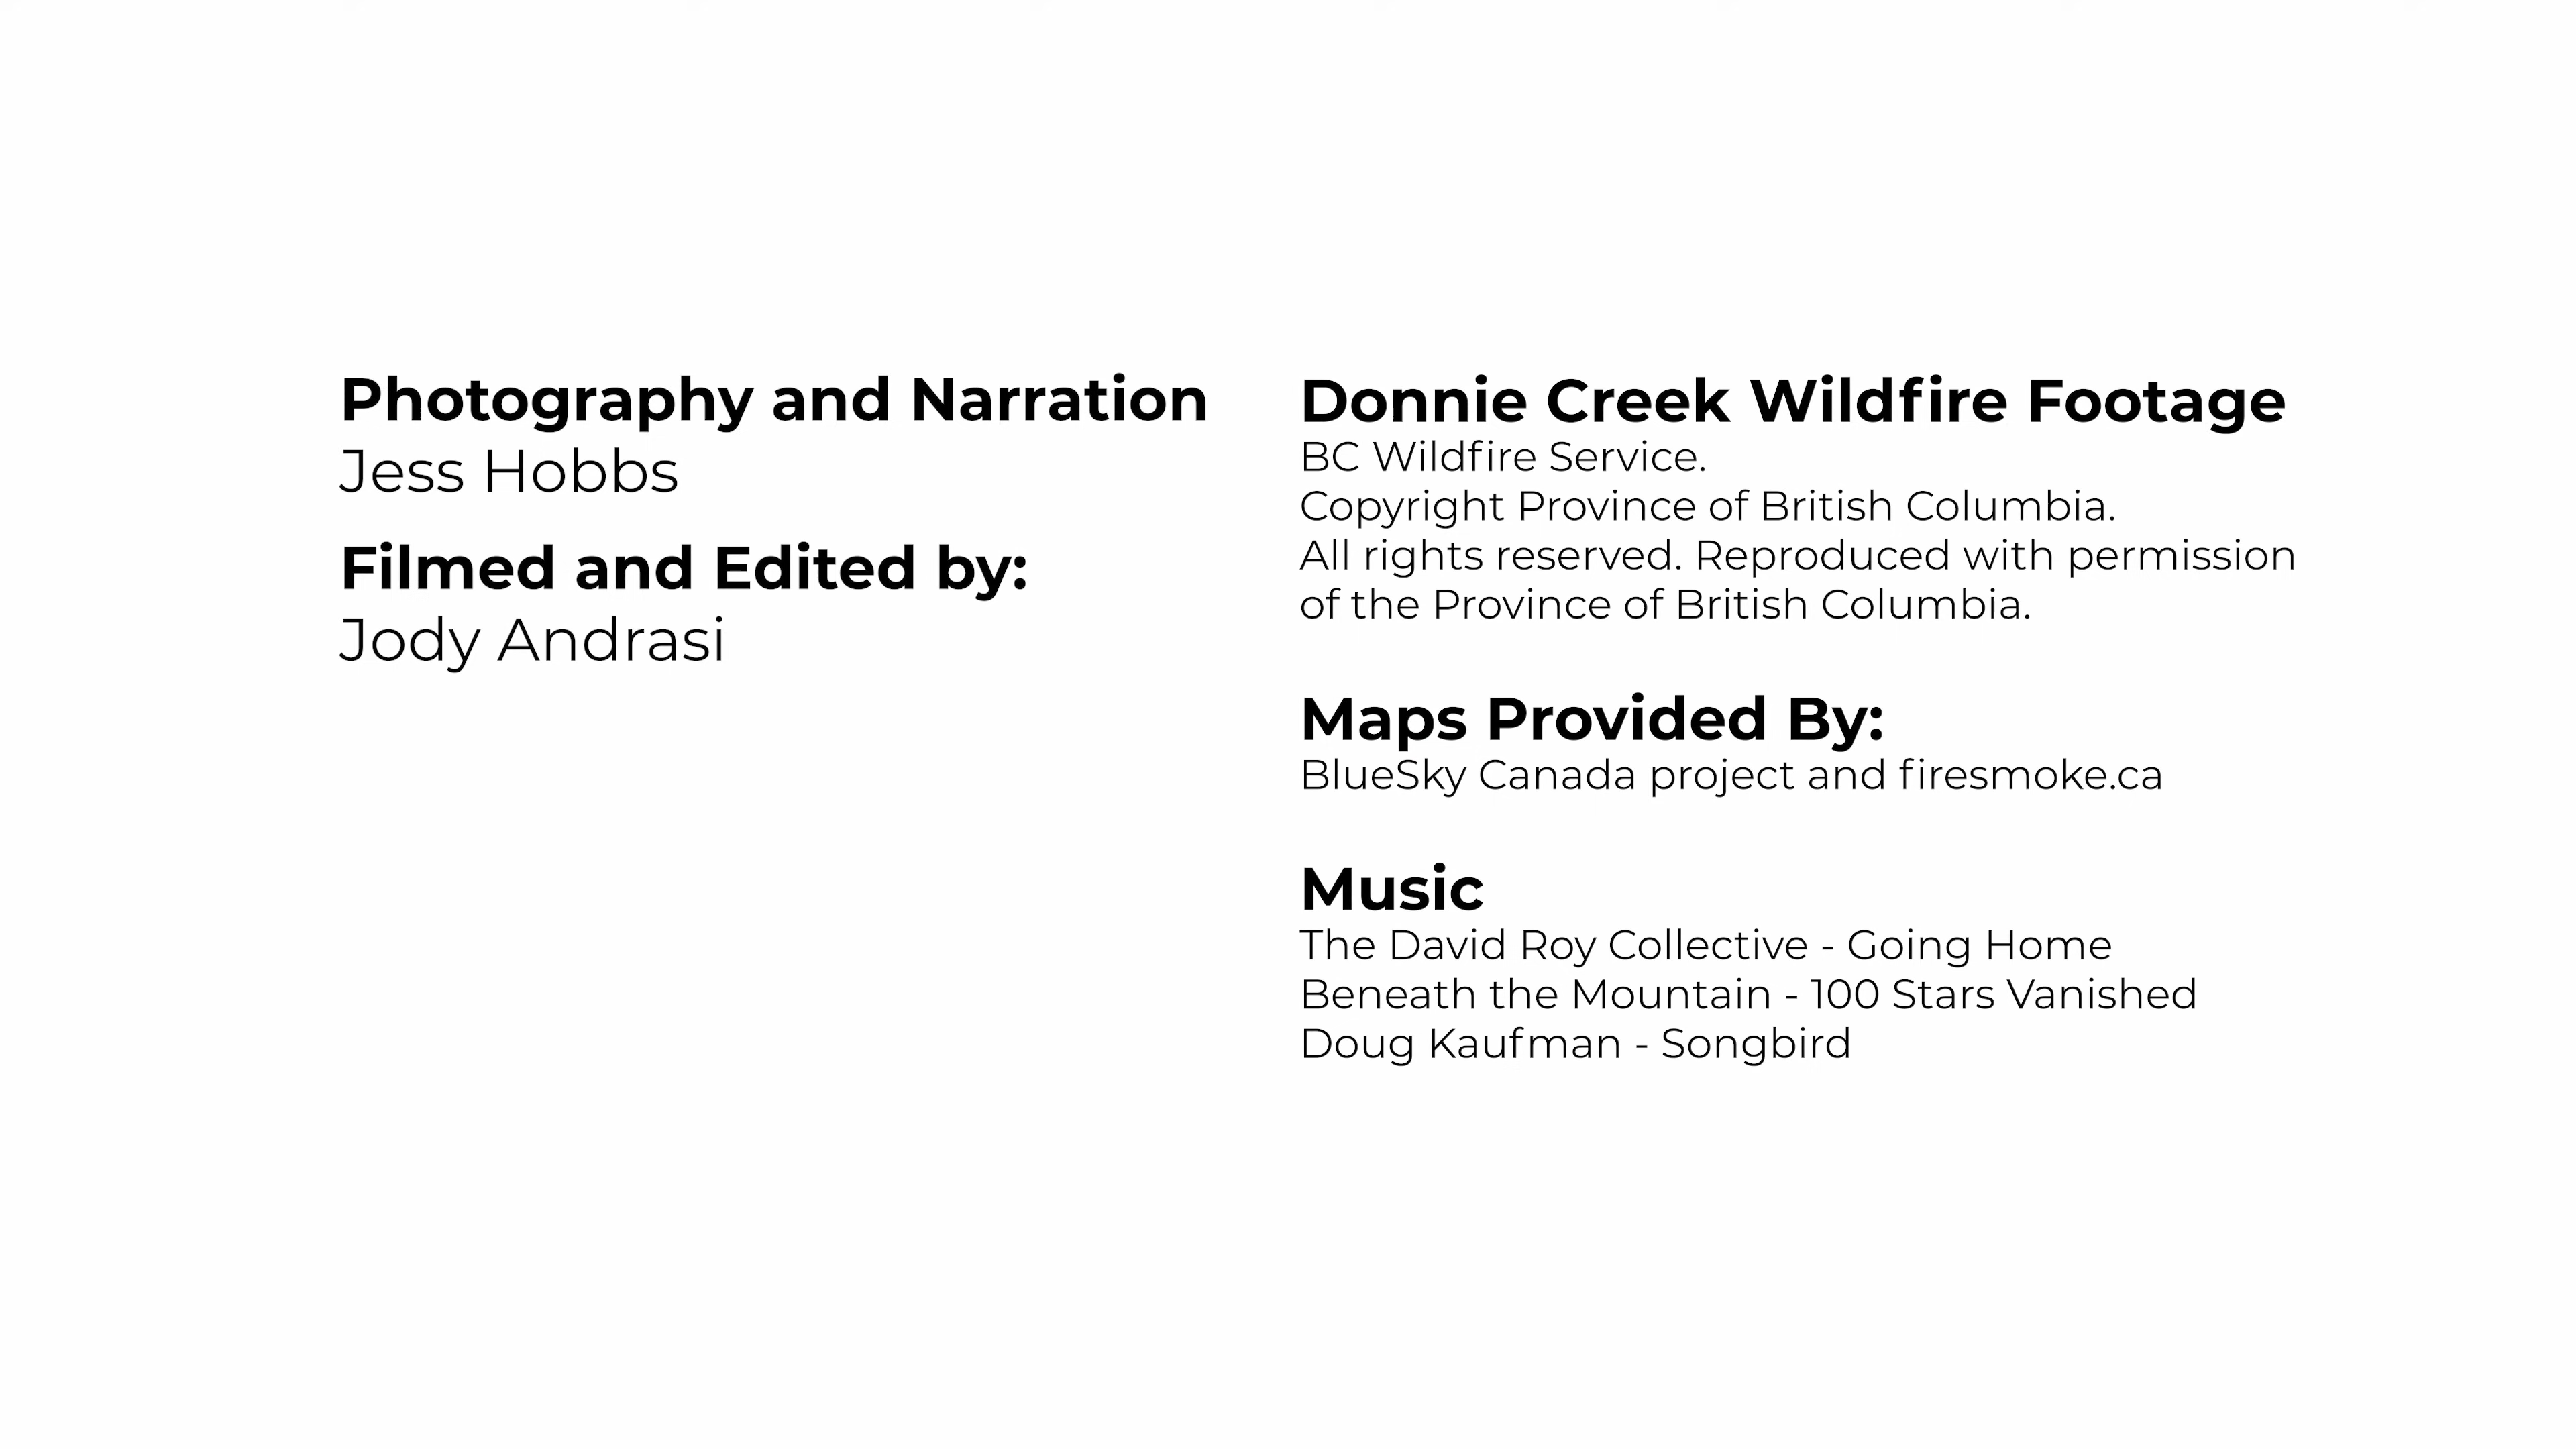 Photography and Narration
Jess Hobbs
Filmed and Edited by:
Jody Andrasi
Donnie Creek Wildfire Footage
BC Wildfire Service.
Copyright Province of British Columbia.
All rights reserved. Reproduced with permission
of the Province of British Columbia.
Maps Provided By:
BlueSky Canada project and firesmoke.ca
Music
The David Roy Collective - Going Home
Beneath the Mountain - 100 Stars Vanished
Doug Kaufman - Songbird